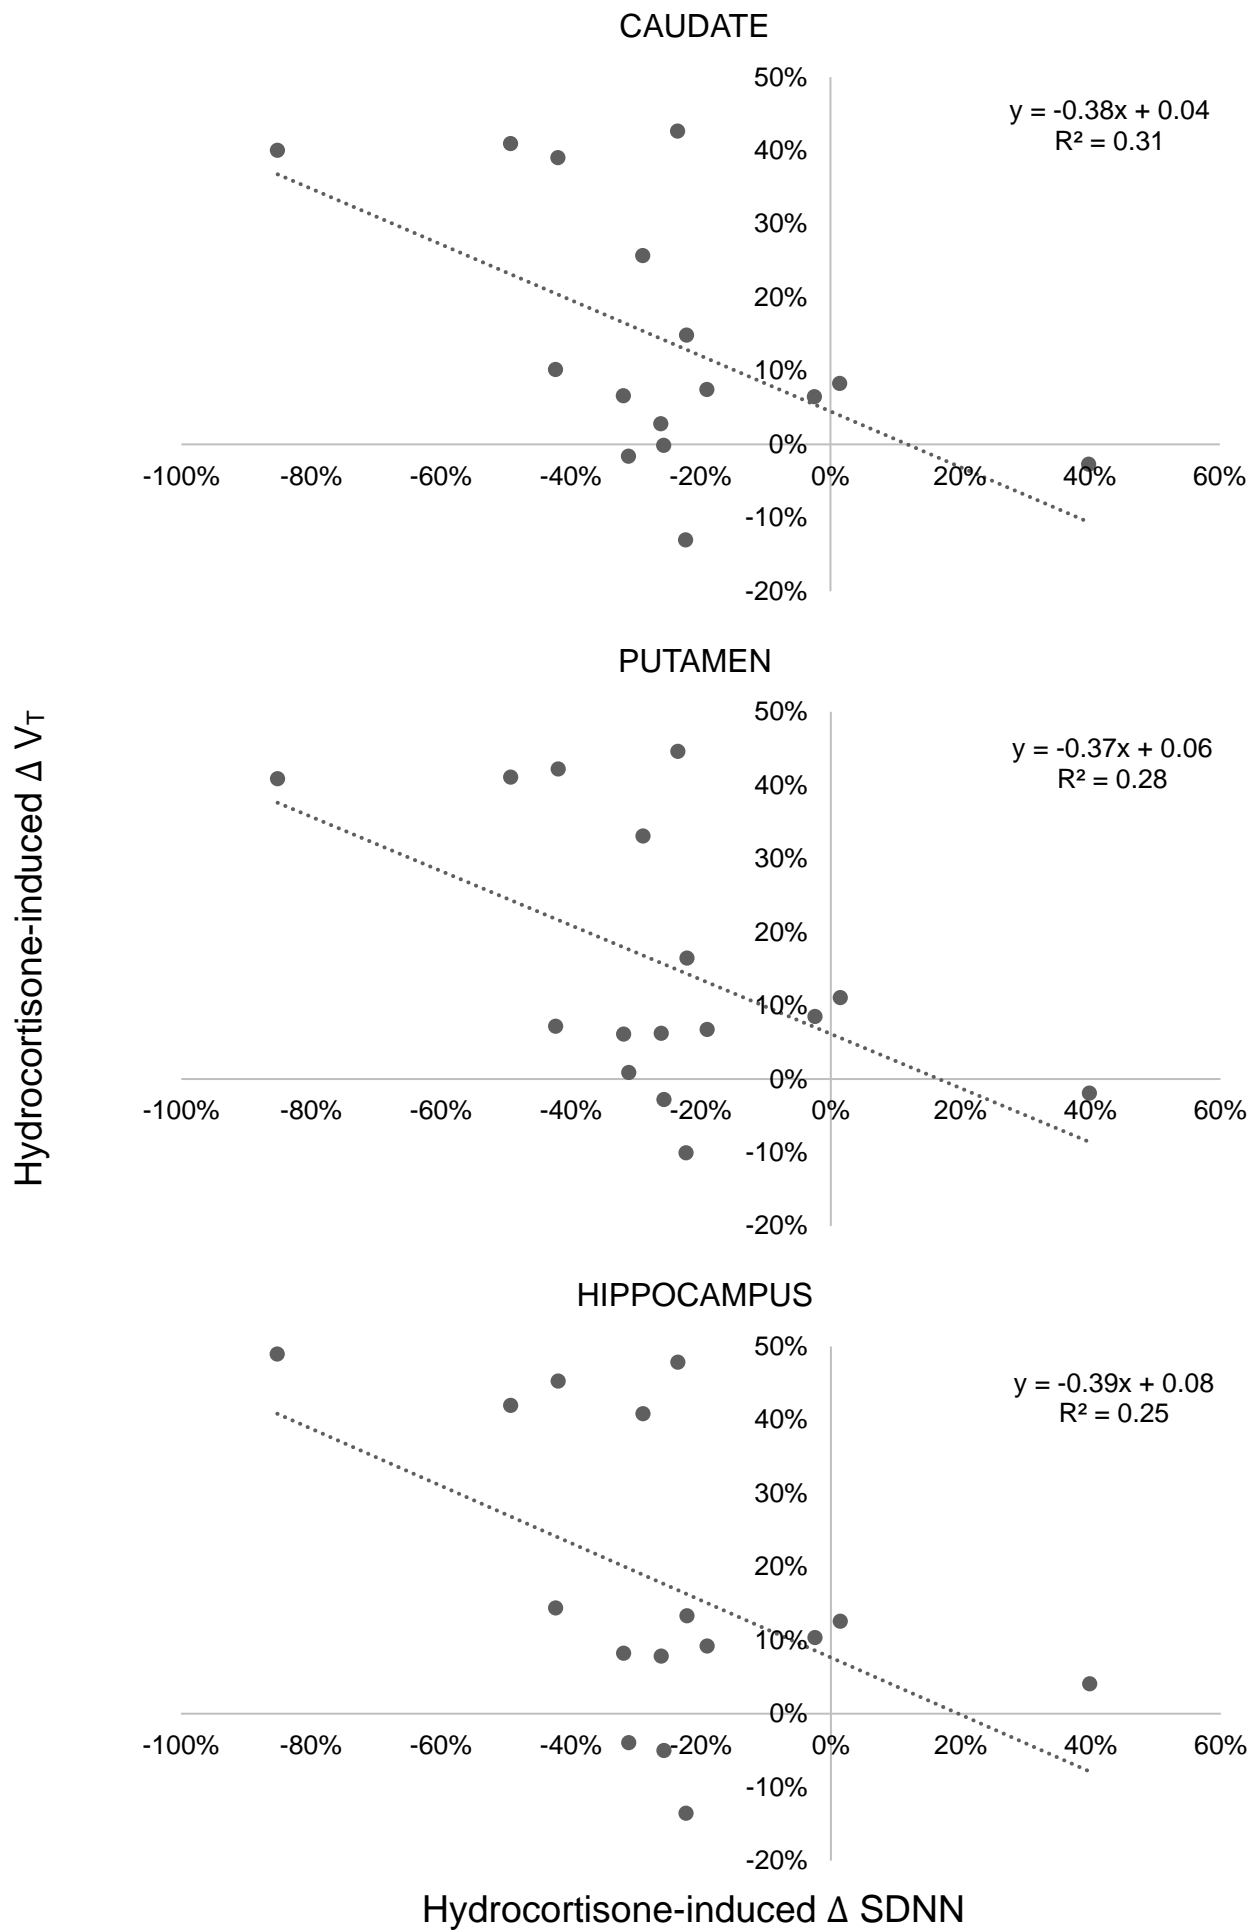 CAUDATE
50%
y = -0.38x + 0.04
R² = 0.31
40%
30%
20%
10%
0%
-100% -80% -60% -40% -20% 0% 20% 40% 60%
-10%
-20%
PUTAMEN
50%
y = -0.37x + 0.06
R² = 0.28
40%
30%
20%
10%
0%
-100% -80% -60% -40% -20% 0% 20% 40% 60%
-10%
-20%
Hydrocortisone-induced Δ V_T
HIPPOCAMPUS
50%
y = -0.39x + 0.08
R² = 0.25
40%
30%
20%
10%
0%
-100% -80% -60% -40% -20% 0% 20% 40% 60%
-10%
-20%
Hydrocortisone-induced Δ SDNN